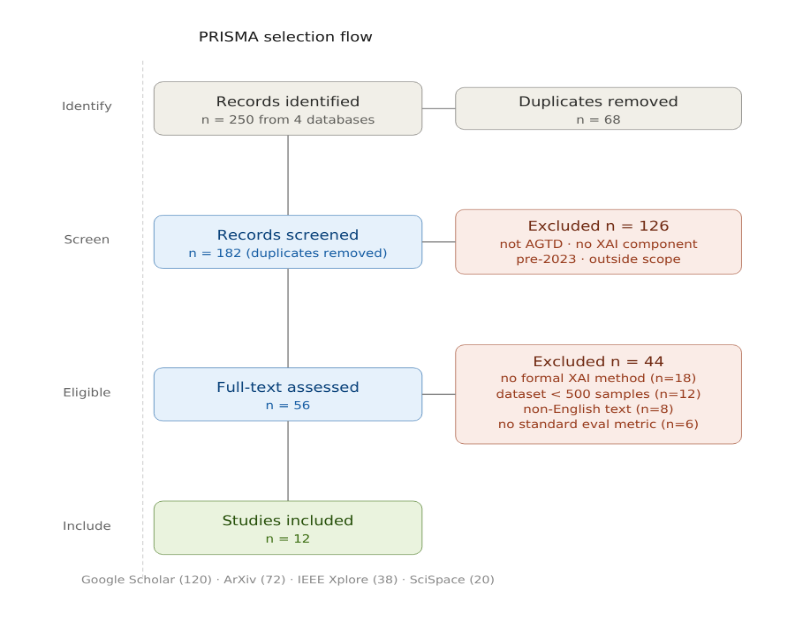 PRISMA selection flow
Identify
Records identified
n = 250 from 4 databases
Duplicates removed
n = 68
Screen
Records screened
n = 182 (duplicates removed)
Excluded n = 126
not AGTD · no XAI component
pre-2023 · outside scope
Eligible
Full-text assessed
n = 56
Excluded n = 44
no formal XAI method (n=18)
dataset < 500 samples (n=12)
non-English text (n=8)
no standard eval metric (n=6)
Include
Studies included
n = 12
Google Scholar (120) · ArXiv (72) · IEEE Xplore (38) · SciSpace (20)